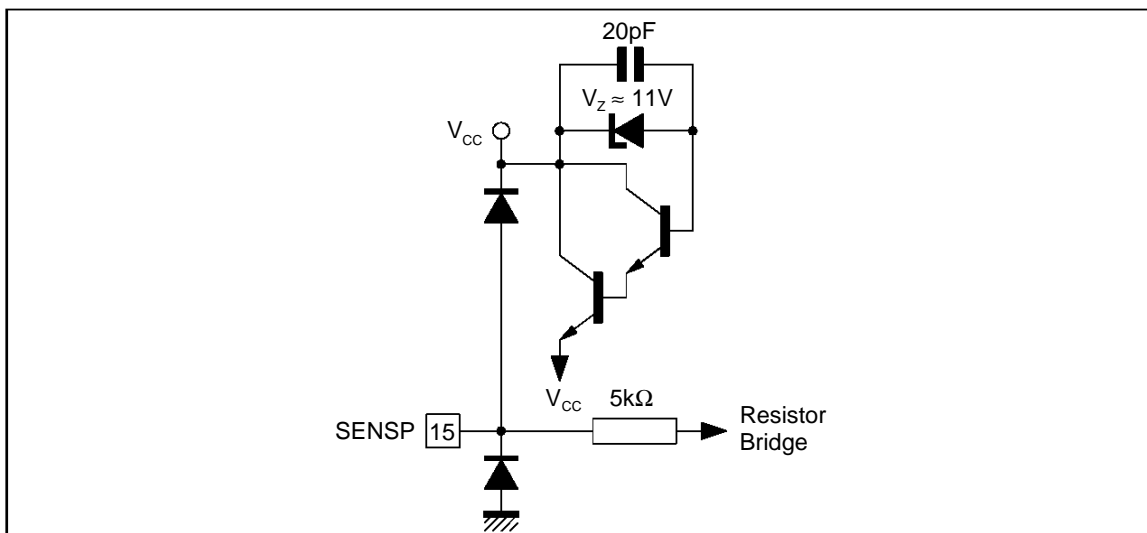 20pF
V_Z ≈ 11V
V_CC
V_CC
5kΩ
SENSP 15
Resistor
Bridge